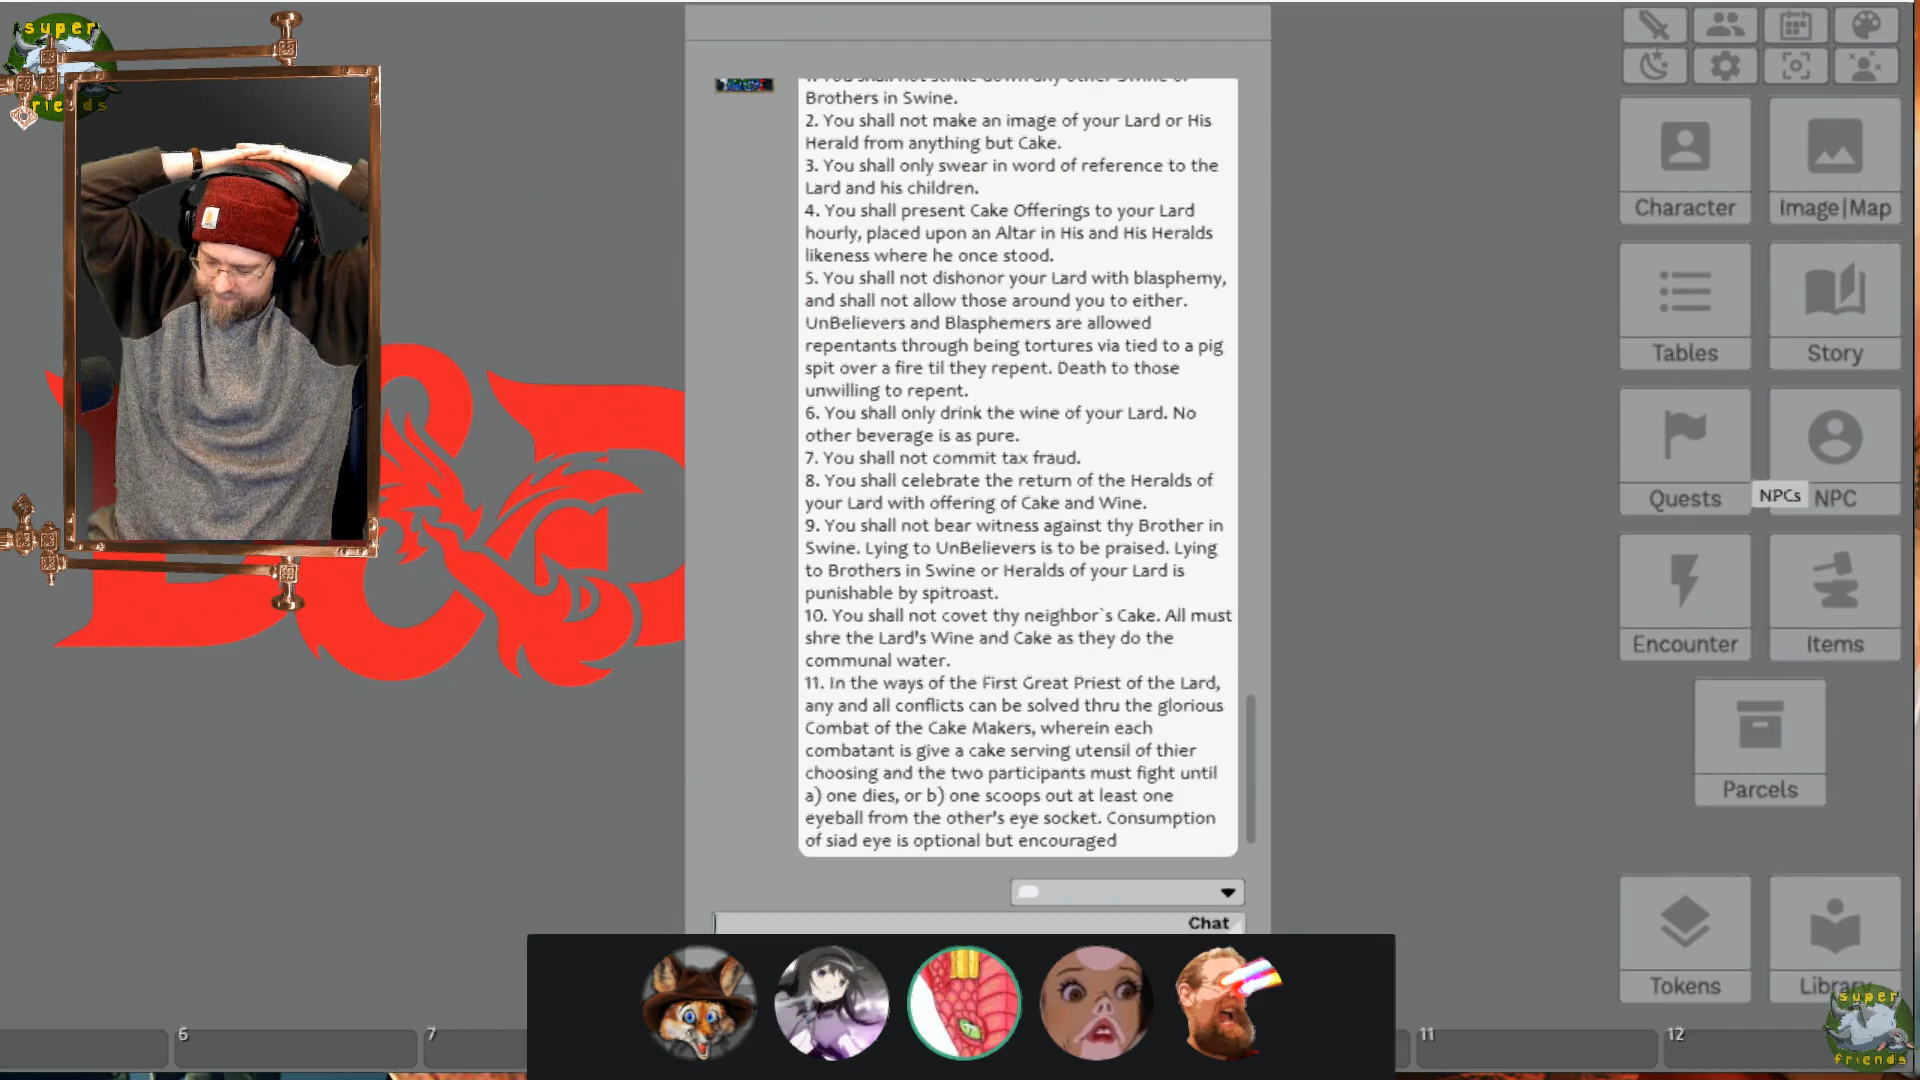 super
friends
1. You shall not strike down any other Swine or
Brothers in Swine.
2. You shall not make an image of your Lard or His
Herald from anything but Cake.
3. You shall only swear in word of reference to the
Lard and his children.
4. You shall present Cake Offerings to your Lard
hourly, placed upon an Altar in His and His Heralds
likeness where he once stood.
5. You shall not dishonor your Lard with blasphemy,
and shall not allow those around you to either.
UnBelievers and Blasphemers are allowed
repentants through being tortures via tied to a pig
spit over a fire til they repent. Death to those
unwilling to repent.
6. You shall only drink the wine of your Lard. No
other beverage is as pure.
7. You shall not commit tax fraud.
8. You shall celebrate the return of the Heralds of
your Lard with offering of Cake and Wine.
9. You shall not bear witness against thy Brother in
Swine. Lying to UnBelievers is to be praised. Lying
to Brothers in Swine or Heralds of your Lard is
punishable by spitroast.
10. You shall not covet thy neighbor`s Cake. All must
shre the Lard's Wine and Cake as they do the
communal water.
11. In the ways of the First Great Priest of the Lard,
any and all conflicts can be solved thru the glorious
Combat of the Cake Makers, wherein each
combatant is give a cake serving utensil of thier
choosing and the two participants must fight until
a) one dies, or b) one scoops out at least one
eyeball from the other's eye socket. Consumption
of siad eye is optional but encouraged
Chat
Character
Image|Map
Tables
Story
Quests
NPCs
NPC
Encounter
Items
Parcels
Tokens
Library
6
7
11
12
super
friends